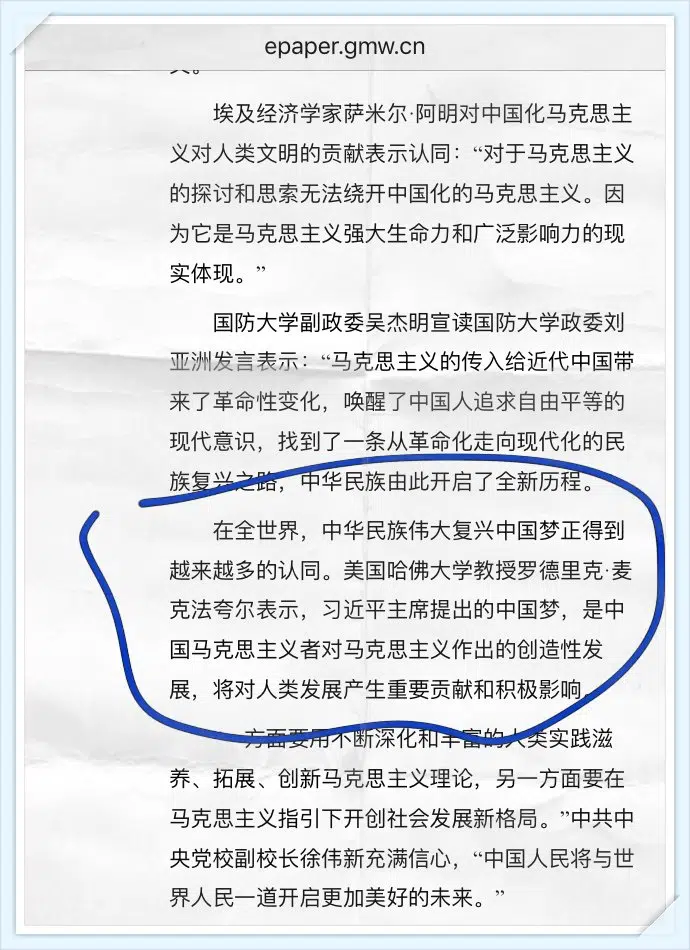 epaper.gmw.cn
义。
埃及经济学家萨米尔·阿明对中国化马克思主
义对人类文明的贡献表示认同：“对于马克思主义
的探讨和思索无法绕开中国化的马克思主义。因
为它是马克思主义强大生命力和广泛影响力的现
实体现。”
国防大学副政委吴杰明宣读国防大学政委刘
亚洲发言表示：“马克思主义的传入给近代中国带
来了革命性变化，唤醒了中国人追求自由平等的
现代意识，找到了一条从革命化走向现代化的民
族复兴之路，中华民族由此开启了全新历程。
在全世界，中华民族伟大复兴中国梦正得到
越来越多的认同。美国哈佛大学教授罗德里克·麦
克法夸尔表示，习近平主席提出的中国梦，是中
国马克思主义者对马克思主义作出的创造性发
展，将对人类发展产生重要贡献和积极影响。
方面要用不断深化和丰富的人类实践滋
养、拓展、创新马克思主义理论，另一方面要在
马克思主义指引下开创社会发展新格局。”中共中
央党校副校长徐伟新充满信心，“中国人民将与世
界人民一道开启更加美好的未来。”